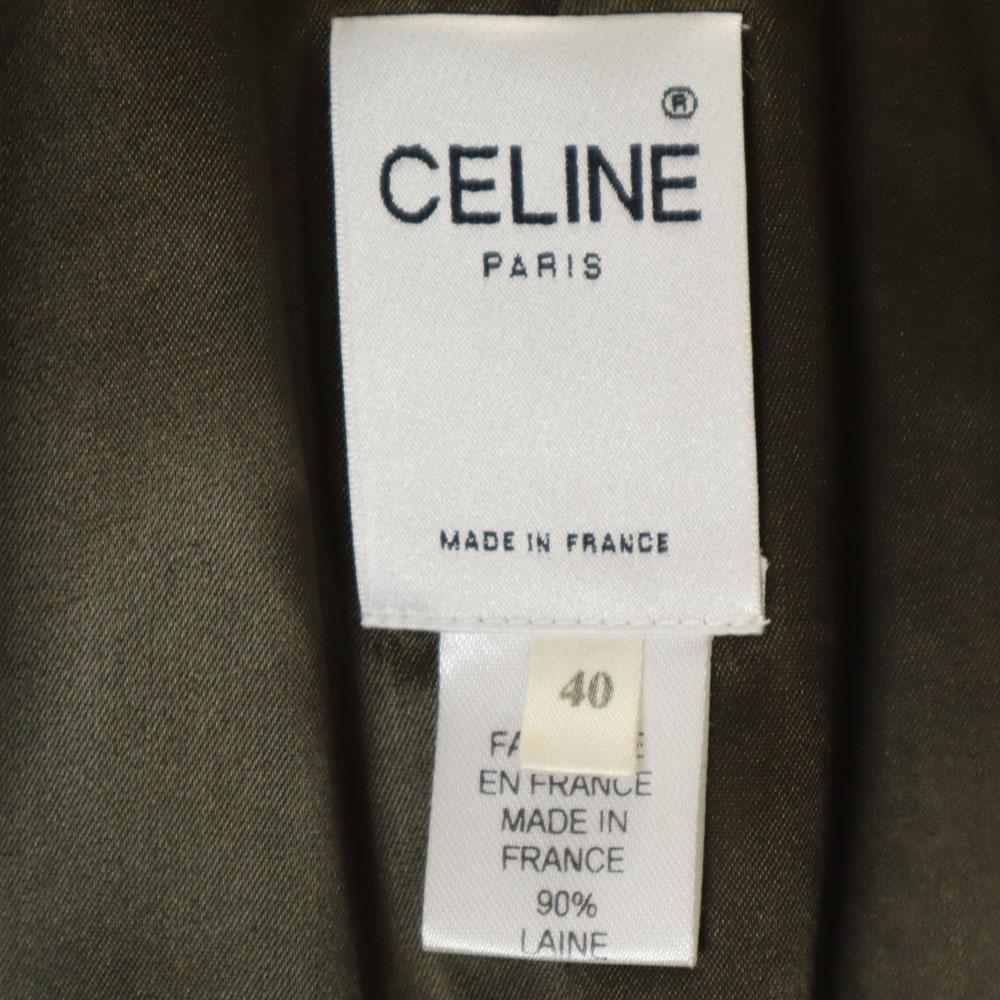 ®
CELINE
PARIS
MADE IN FRANCE
40
EN FRANCE
MADE IN
FRANCE
90%
LAINE